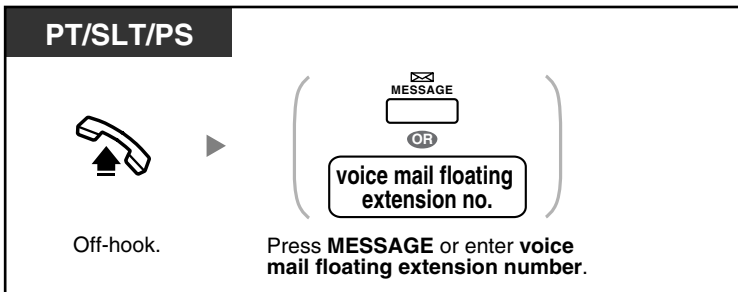 PT/SLT/PS
MESSAGE
OR
voice mail floating
extension no.
Off-hook.
Press MESSAGE or enter voice
mail floating extension number.